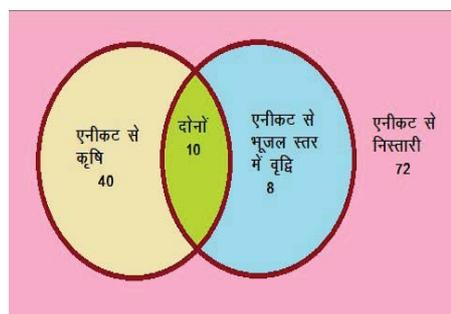 एनीकट से
कृषि
40
दोनों
10
एनीकट से
भूजल स्तर
में वृद्वि
8
एनीकट से
निस्तारी
72